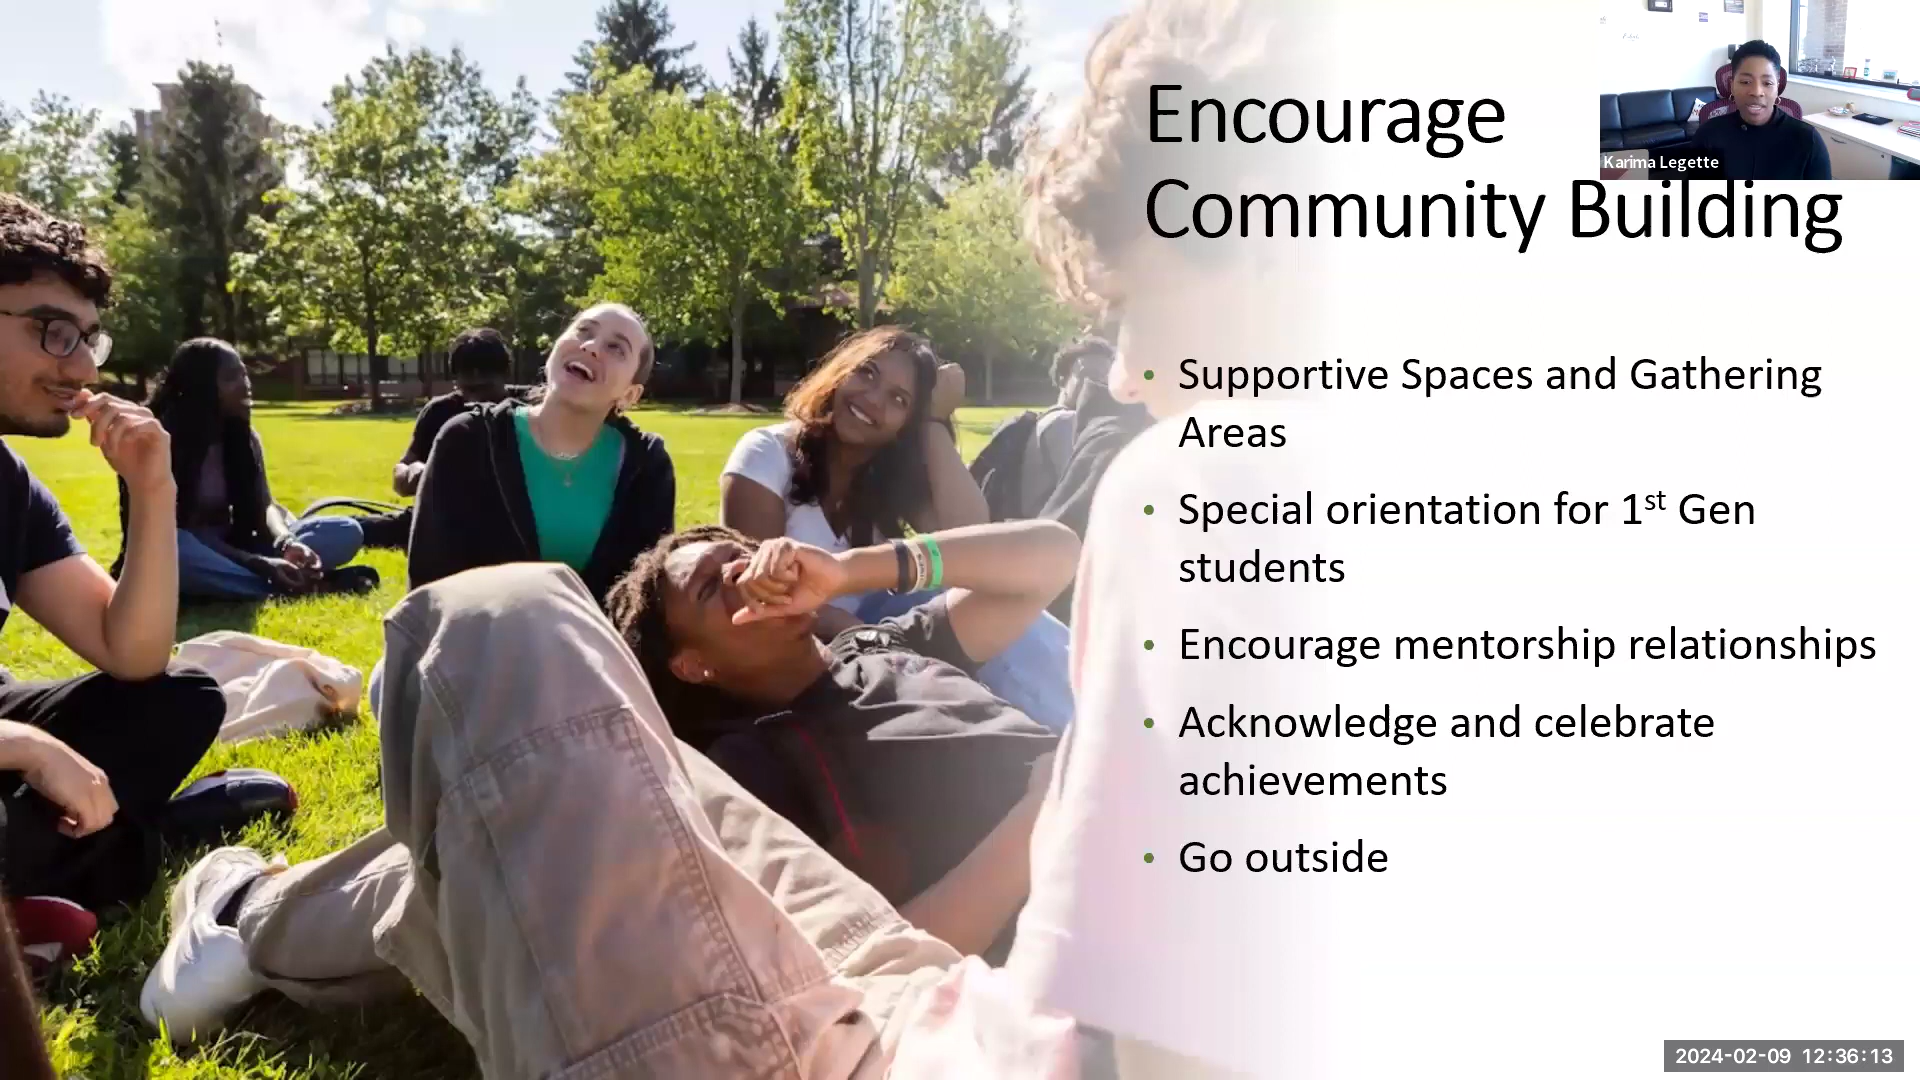 Encourage
Community Building
Karima Legette
• Supportive Spaces and Gathering
Areas
• Special orientation for 1st Gen
students
• Encourage mentorship relationships
• Acknowledge and celebrate
achievements
• Go outside
2024-02-09 12:36:13